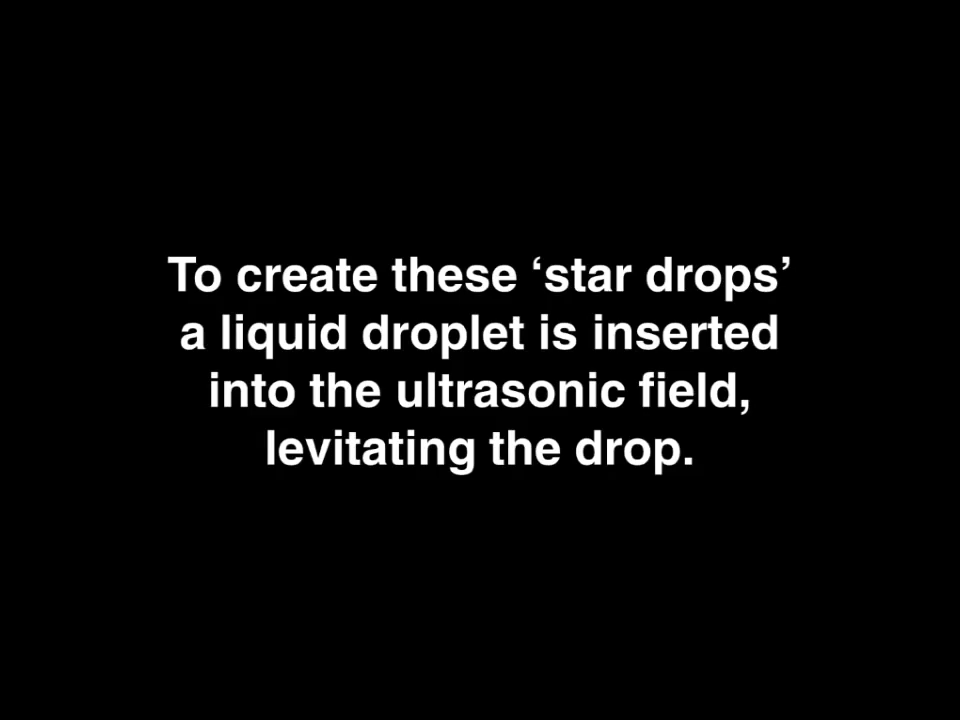 To create these ‘star drops’
a liquid droplet is inserted
into the ultrasonic field,
levitating the drop.